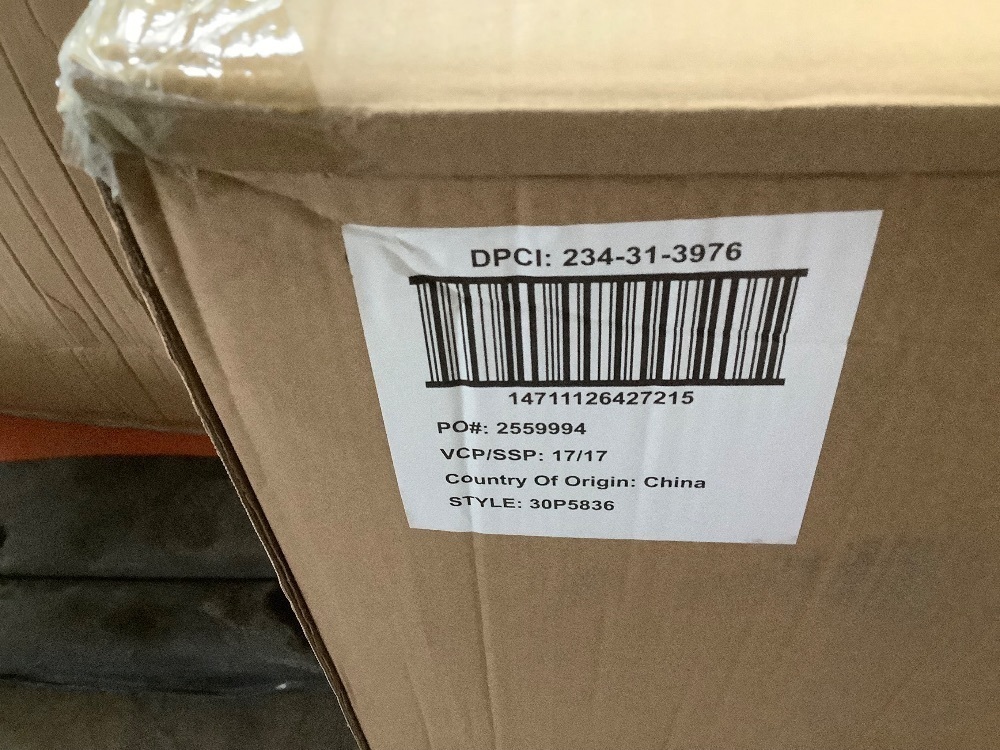 DPCI: 234-31-3976
14711126427215
PO#: 2559994
VCP/SSP: 17/17
Country Of Origin: China
STYLE: 30P5836